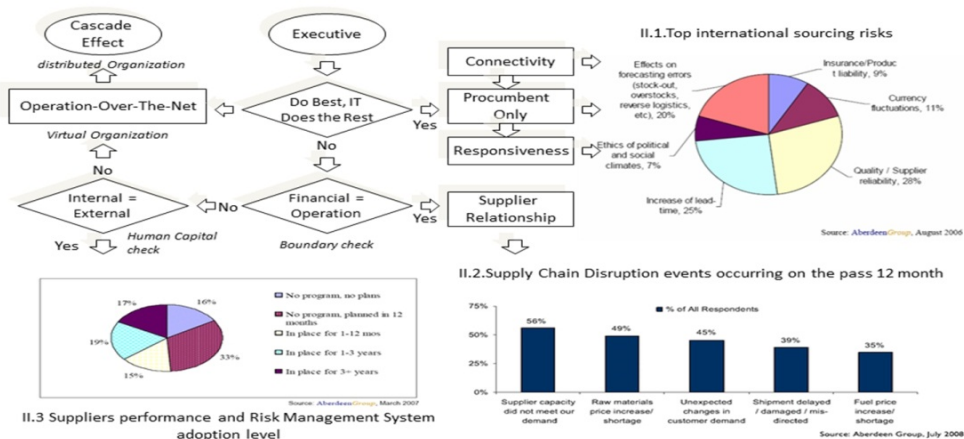 Cascade
Effect
distributed Organization
Operation-Over-The-Net
Virtual Organization
No
Internal =
External
Yes
Human Capital
check
Executive
Do Best, IT
Does the Rest
Yes
No
Financial =
Operation
No
Yes
Boundary check
Connectivity
Procumbent
Only
Responsiveness
Supplier
Relationship
II.1.Top international sourcing risks
Effects on
forecasting errors
(stock-out,
overstocks,
reverse logistics,
etc), 20%
Insurance/Produc
t liability, 9%
Currency
fluctuations, 11%
Ethics of political
and social
climates, 7%
Quality / Supplier
reliability, 28%
Increase of lead-
time, 25%
Source: AberdeenGroup, August 2006
II.2.Supply Chain Disruption events occurring on the pass 12 month
% of All Respondents
75%
50%
25%
0%
56%
49%
45%
39%
35%
Supplier capacity
did not meet our
demand
Raw materials
price increase/
shortage
Unexpected
changes in
customer demand
Shipment delayed
/ damaged / mis-
directed
Fuel price
increase/
shortage
Source: Aberdeen Group, July 2008
17%
16%
19%
15%
33%
No program, no plans
No program, planned in 12
months
In place for 1-12 mos
In place for 1-3 years
In place for 3+ years
Source: AberdeenGroup, March 2007
II.3 Suppliers performance and Risk Management System
adoption level